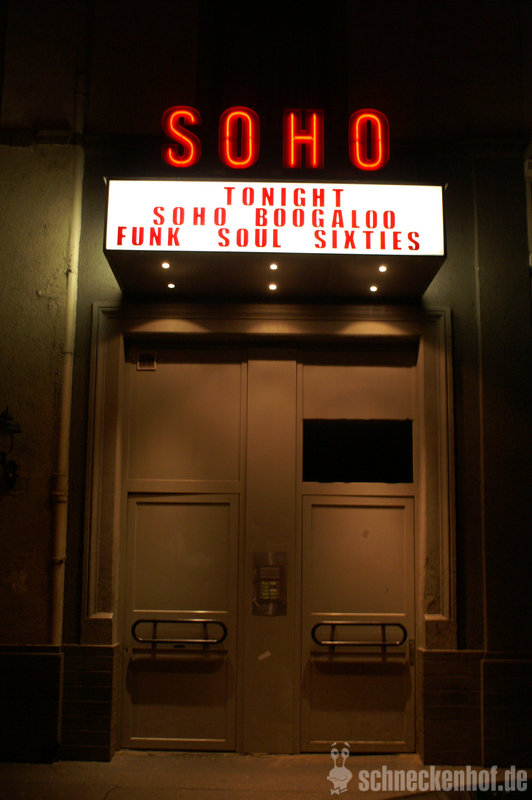 SOHO
TONIGHT
SOHO BOOGALOO
FUNK SOUL SIXTIES
schneckenhof.de